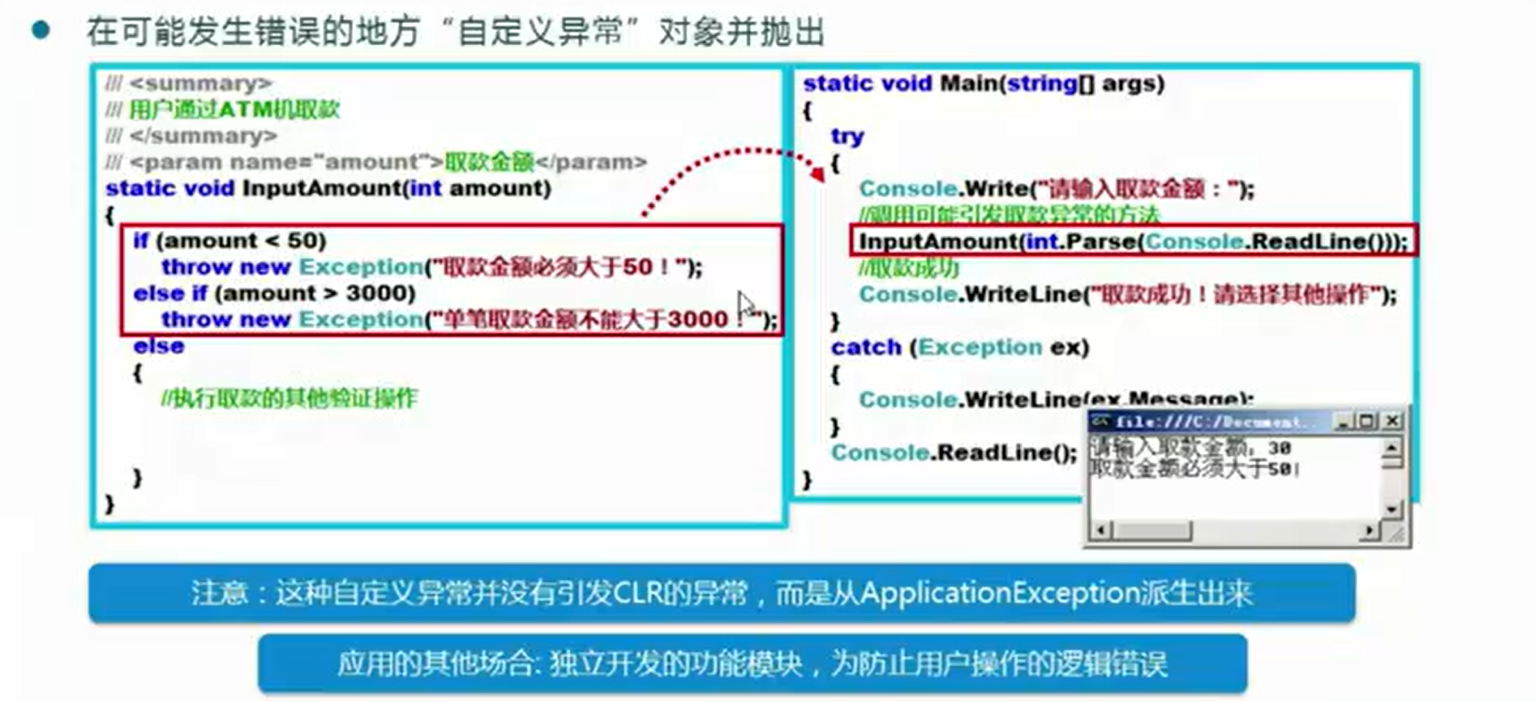 在可能发生错误的地方“自定义异常”对象并抛出
/// <summary>
/// 用户通过ATM机取款
/// </summary>
/// <param name="amount">取款金额</param>
static void InputAmount(int amount)
{
if (amount < 50)
throw new Exception("取款金额必须大于50！");
else if (amount > 3000)
throw new Exception("单笔取款金额不能大于3000！");
else
{
//执行取款的其他验证操作
}
}
static void Main(string[] args)
{
try
{
Console.Write("请输入取款金额：");
//调用可能引发取款异常的方法
InputAmount(int.Parse(Console.ReadLine()));
//取款成功
Console.WriteLine("取款成功！请选择其他操作");
}
catch (Exception ex)
{
Console.WriteLine(ex.Message);
}
Console.ReadLine();
}
file:///C:/Document..
请输入取款金额：30
取款金额必须大于50！
注意：这种自定义异常并没有引发CLR的异常，而是从ApplicationException派生出来
应用的其他场合: 独立开发的功能模块，为防止用户操作的逻辑错误